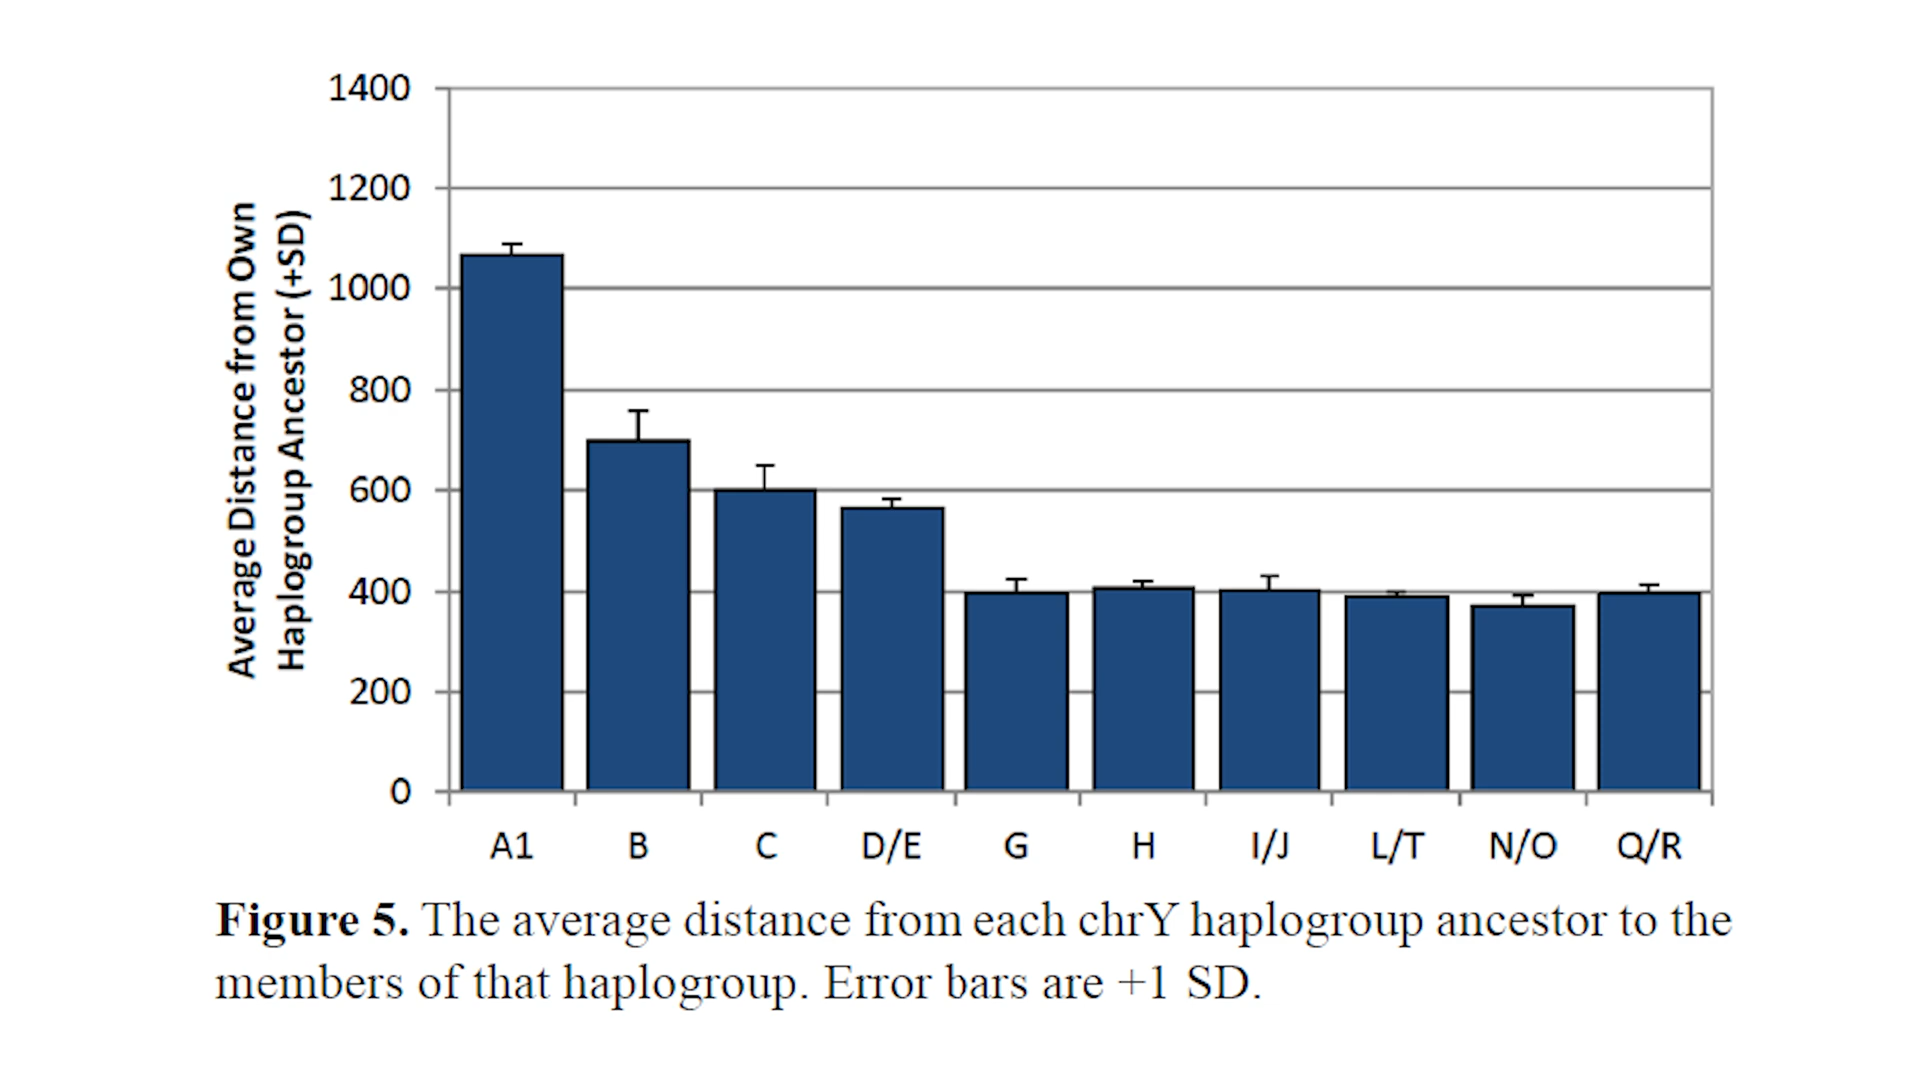 1400
1200
1000
800
600
400
200
0
Average Distance from Own
Haplogroup Ancestor (+SD)
A1 B C D/E G H I/J L/T N/O Q/R
Figure 5. The average distance from each chrY haplogroup ancestor to the
members of that haplogroup. Error bars are +1 SD.